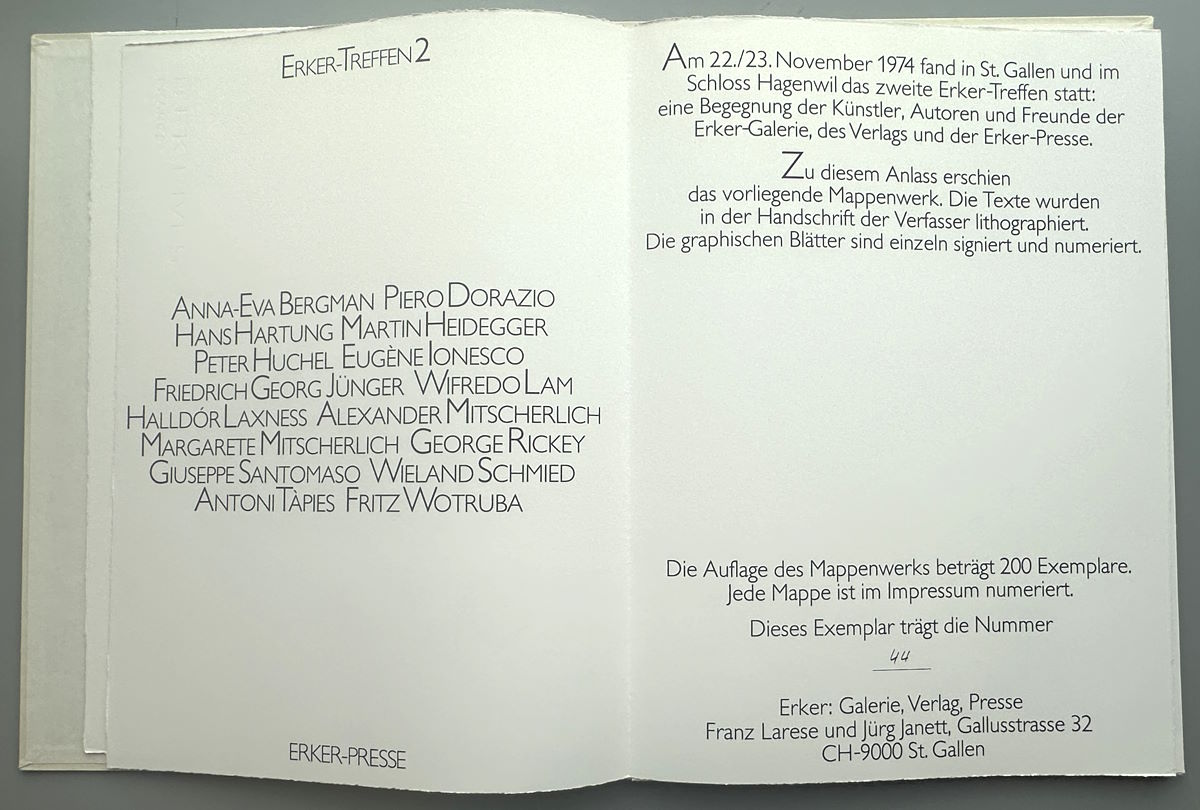 Erker-Treffen 2
Anna-Eva Bergman Piero Dorazio
Hans Hartung Martin Heidegger
Peter Huchel Eugène Ionesco
Friedrich Georg Jünger Wifredo Lam
Halldór Laxness Alexander Mitscherlich
Margarete Mitscherlich George Rickey
Giuseppe Santomaso Wieland Schmied
Antoni Tàpies Fritz Wotruba
Erker-Presse
Am 22./23. November 1974 fand in St. Gallen und im
Schloss Hagenwil das zweite Erker-Treffen statt:
eine Begegnung der Künstler, Autoren und Freunde der
Erker-Galerie, des Verlags und der Erker-Presse.
Zu diesem Anlass erschien
das vorliegende Mappenwerk. Die Texte wurden
in der Handschrift der Verfasser lithographiert.
Die graphischen Blätter sind einzeln signiert und numeriert.
Die Auflage des Mappenwerks beträgt 200 Exemplare.
Jede Mappe ist im Impressum numeriert.
Dieses Exemplar trägt die Nummer
44
Erker: Galerie, Verlag, Presse
Franz Larese und Jürg Janett, Gallusstrasse 32
CH-9000 St. Gallen